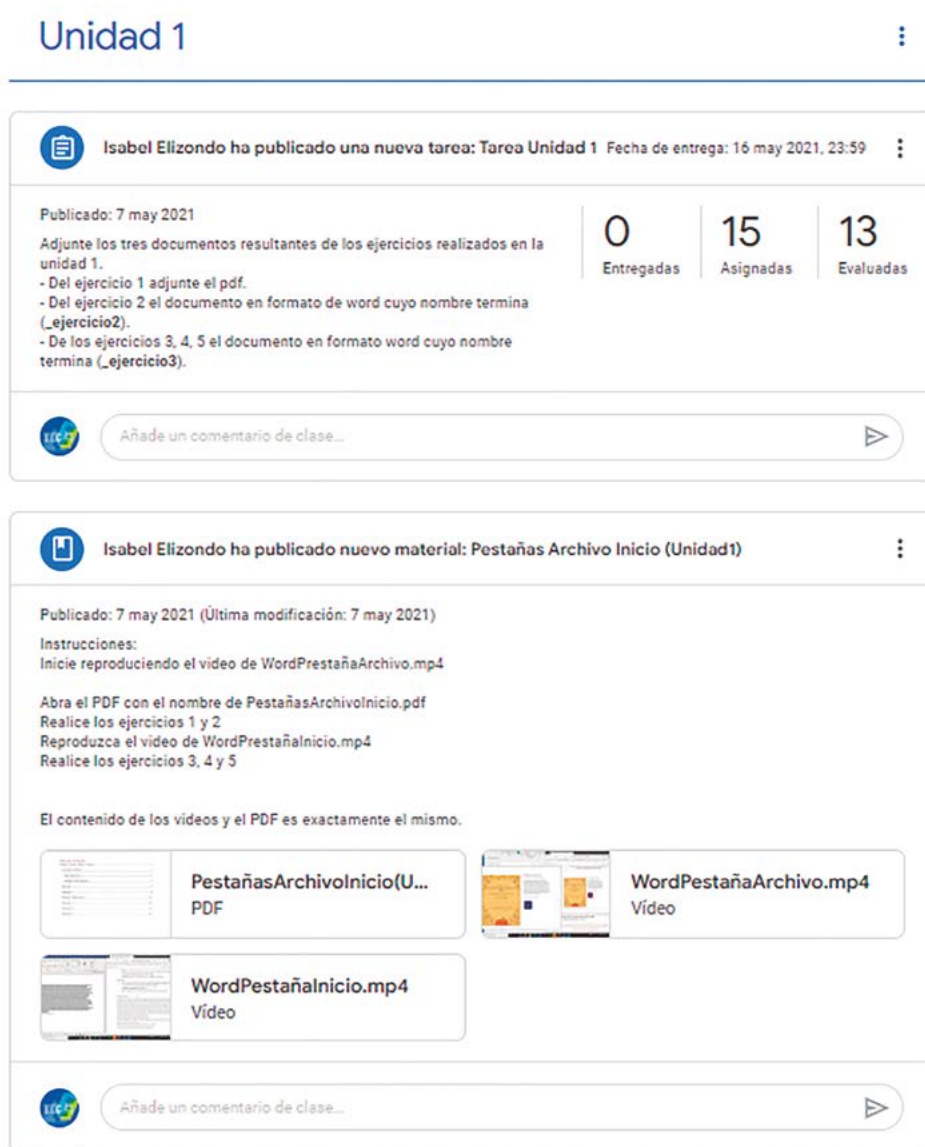 Unidad 1
Isabel Elizondo ha publicado una nueva tarea: Tarea Unidad 1 Fecha de entrega: 16 may 2021, 23:59
Publicado: 7 may 2021
Adjunte los tres documentos resultantes de los ejercicios realizados en la
unidad 1.
- Del ejercicio 1 adjunte el pdf.
- Del ejercicio 2 el documento en formato de word cuyo nombre termina
(_ejercicio2).
- De los ejercicios 3, 4, 5 el documento en formato word cuyo nombre
termina (_ejercicio3).
0 15 13
Entregadas Asignadas Evaluadas
Añade un comentario de clase...
Isabel Elizondo ha publicado nuevo material: Pestañas Archivo Inicio (Unidad1)
Publicado: 7 may 2021 (Última modificación: 7 may 2021)
Instrucciones:
Inicie reproduciendo el video de WordPrestañaArchivo.mp4
Abra el PDF con el nombre de PestañasArchivoInicio.pdf
Realice los ejercicios 1 y 2
Reproduzca el video de WordPrestañaInicio.mp4
Realice los ejercicios 3, 4 y 5
El contenido de los videos y el PDF es exactamente el mismo.
PestañasArchivoInicio(U...
PDF
WordPestañaArchivo.mp4
Vídeo
WordPestañaInicio.mp4
Vídeo
Añade un comentario de clase...